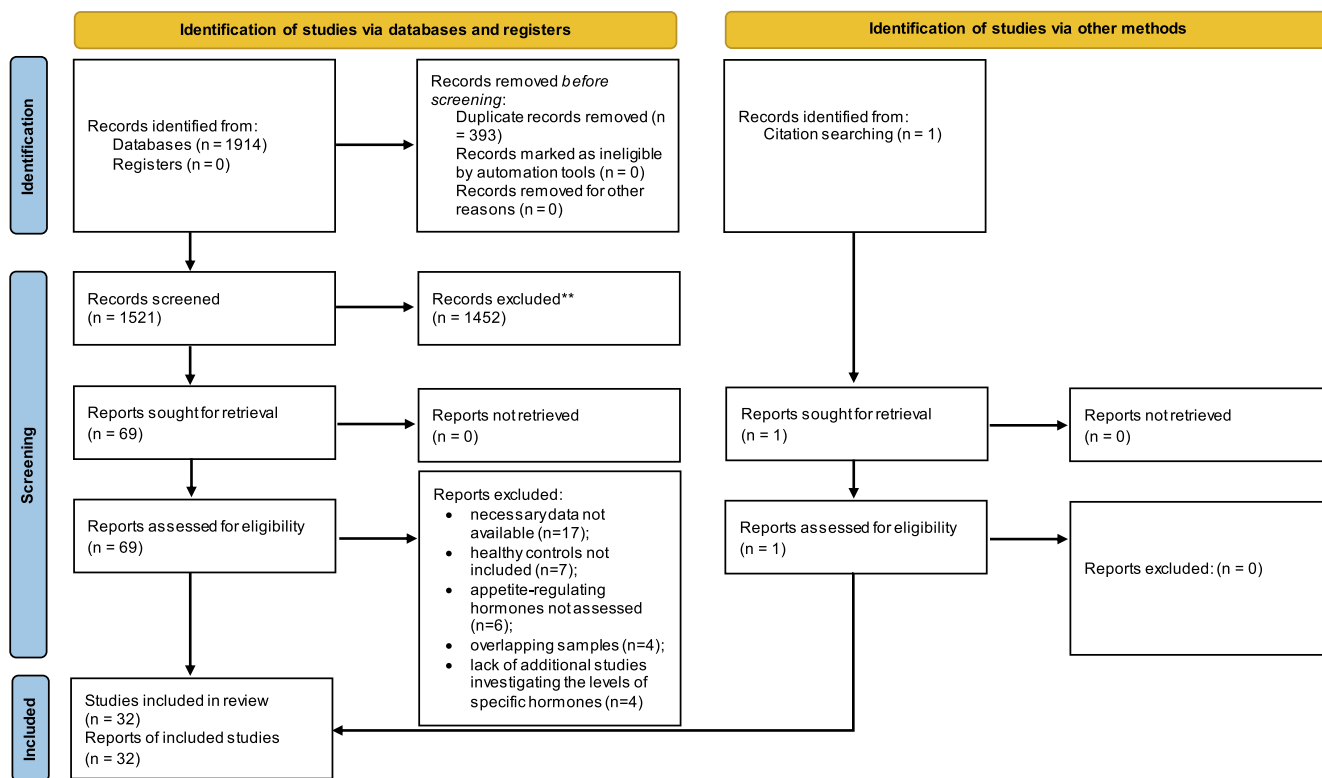 Identification of studies via databases and registers
Identification of studies via other methods
Identification
Records identified from:
Databases (n = 1914)
Registers (n = 0)
Records removed before
screening:
Duplicate records removed (n
= 393)
Records marked as ineligible
by automation tools (n = 0)
Records removed for other
reasons (n = 0)
Records identified from:
Citation searching (n = 1)
Screening
Records screened
(n = 1521)
Records excluded**
(n = 1452)
Reports sought for retrieval
(n = 69)
Reports not retrieved
(n = 0)
Reports sought for retrieval
(n = 1)
Reports not retrieved
(n = 0)
Reports assessed for eligibility
(n = 69)
Reports excluded:
• necessary data not
available (n=17);
• healthy controls not
included (n=7);
• appetite-regulating
hormones not assessed
(n=6);
• overlapping samples (n=4);
• lack of additional studies
investigating the levels of
specific hormones (n=4)
Reports assessed for eligibility
(n = 1)
Reports excluded: (n = 0)
Included
Studies included in review
(n = 32)
Reports of included studies
(n = 32)